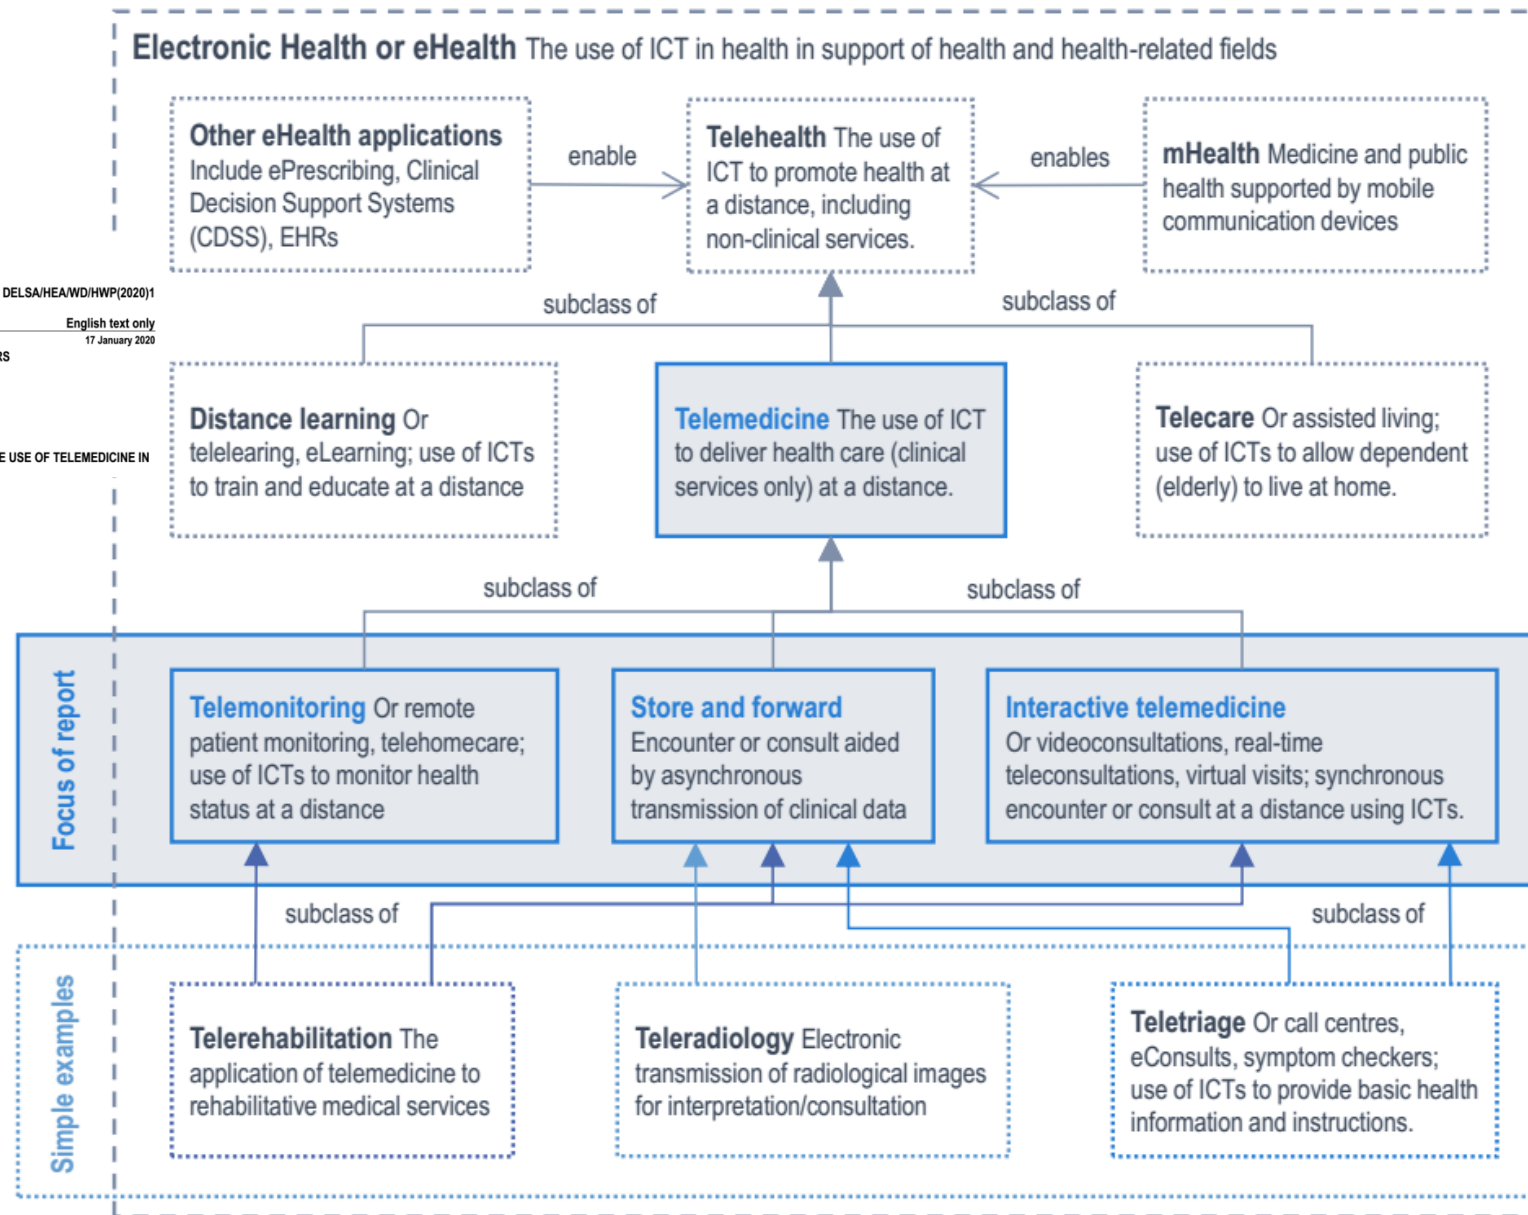 Electronic Health or eHealth The use of ICT in health in support of health and health-related fields
Other eHealth applications
Include ePrescribing, Clinical
Decision Support Systems
(CDSS), EHRs
enable
Telehealth The use of
ICT to promote health at
a distance, including
non-clinical services.
enables
mHealth Medicine and public
health supported by mobile
communication devices
DELSA/HEA/WD/HWP(2020)1
English text only
17 January 2020
RS
E USE OF TELEMEDICINE IN
subclass of
subclass of
Distance learning Or
telelearing, eLearning; use of ICTs
to train and educate at a distance
Telemedicine The use of ICT
to deliver health care (clinical
services only) at a distance.
Telecare Or assisted living;
use of ICTs to allow dependent
(elderly) to live at home.
subclass of
subclass of
Focus of report
Telemonitoring Or remote
patient monitoring, telehomecare;
use of ICTs to monitor health
status at a distance
Store and forward
Encounter or consult aided
by asynchronous
transmission of clinical data
Interactive telemedicine
Or videoconsultations, real-time
teleconsultations, virtual visits; synchronous
encounter or consult at a distance using ICTs.
subclass of
subclass of
Simple examples
Telerehabilitation The
application of telemedicine to
rehabilitative medical services
Teleradiology Electronic
transmission of radiological images
for interpretation/consultation
Teletriage Or call centres,
eConsults, symptom checkers;
use of ICTs to provide basic health
information and instructions.